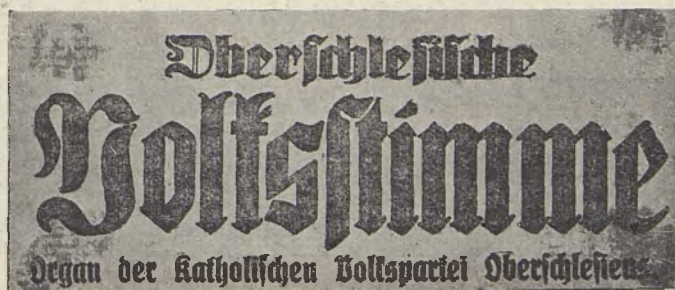 Oberschlesische
Volksstimme
Organ der Katholischen Volkspartei Oberschlesiens.